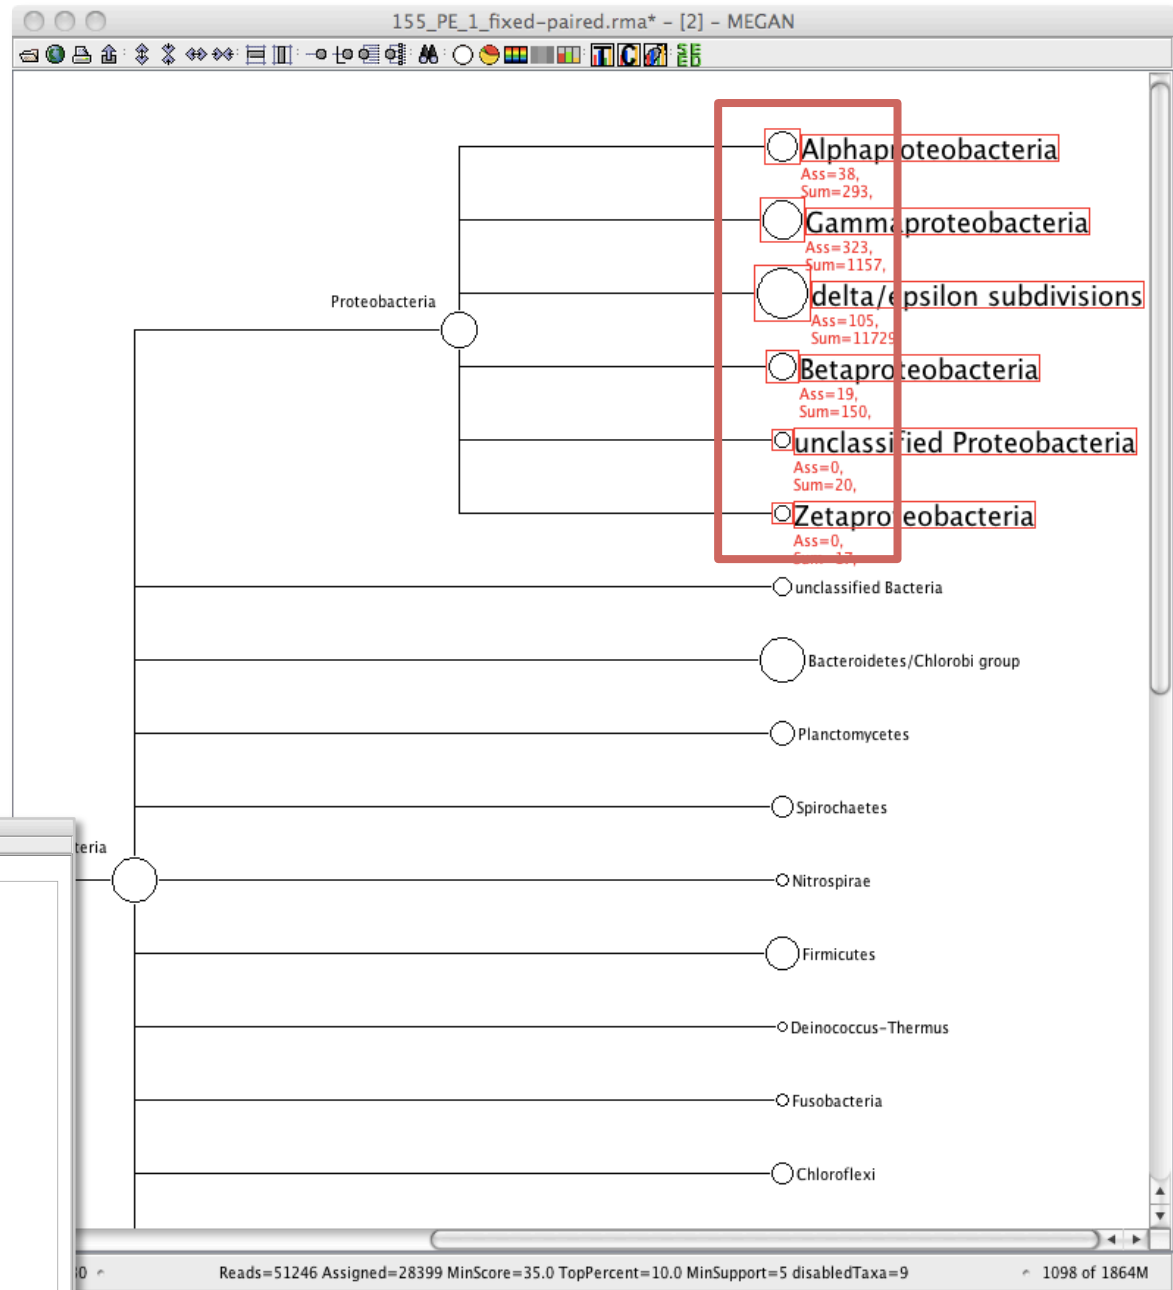 155_PE_1_fixed-paired.rma* - [2] - MEGAN
SEED
Alphaproteobacteria
Ass=38,
Sum=293,
Gammaproteobacteria
Ass=323,
Sum=1157,
delta/epsilon subdivisions
Ass=105,
Sum=11729
Proteobacteria
Betaproteobacteria
Ass=19,
Sum=150,
unclassified Proteobacteria
Ass=0,
Sum=20,
Zetaproteobacteria
Ass=0,
unclassified Bacteria
Bacteroidetes/Chlorobi group
Planctomycetes
Spirochaetes
teria
Nitrospirae
Firmicutes
Deinococcus-Thermus
Fusobacteria
Chloroflexi
Reads=51246 Assigned=28399 MinScore=35.0 TopPercent=10.0 MinSupport=5 disabledTaxa=9
1098 of 1864M